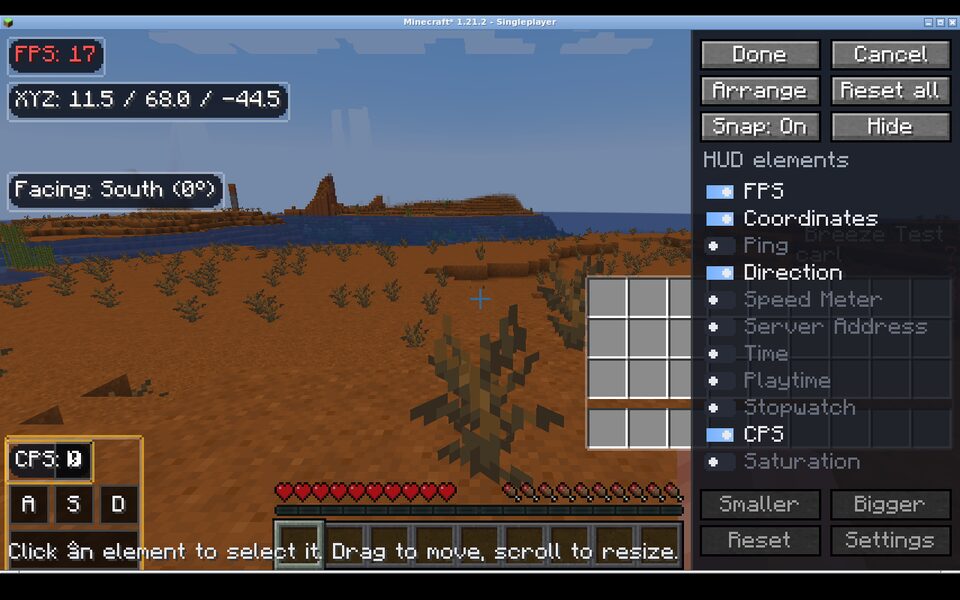 Minecraft* 1.21.2 - Singleplayer
FPS: 17
XYZ: 11.5 / 68.0 / -44.5
Facing: South (0°)
CPS: 0
A S D
Click an element to select it. Drag to move, scroll to resize.
Done Cancel
Arrange Reset all
Snap: On Hide
HUD elements
FPS
Coordinates
Breeze Test
Ping
carl
Direction
Speed Meter
Server Address
Time
Playtime
Stopwatch
CPS
Saturation
Smaller Bigger
Reset Settings